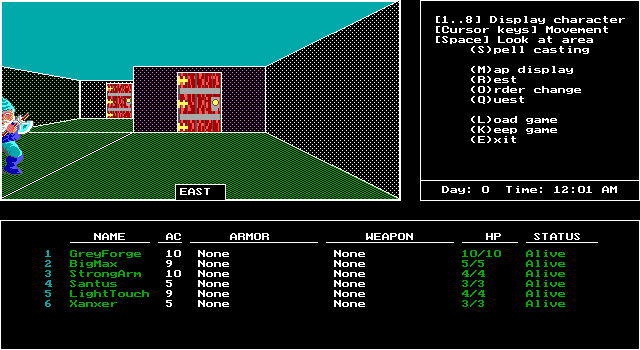 [1..8] Display character
[Cursor keys] Movement
[Space] Look at area
(S)pell casting
(M)ap display
(R)est
(O)rder change
(Q)uest
(L)oad game
(K)eep game
(E)xit
EAST
Day: 0 Time: 12:01 AM
NAME AC ARMOR WEAPON HP STATUS
1 GreyForge 10 None None 10/10 Alive
2 BigMax 9 None None 5/5 Alive
3 StrongArm 10 None None 4/4 Alive
4 Santus 5 None None 3/3 Alive
5 LightTouch 9 None None 4/4 Alive
6 Xanxer 5 None None 3/3 Alive